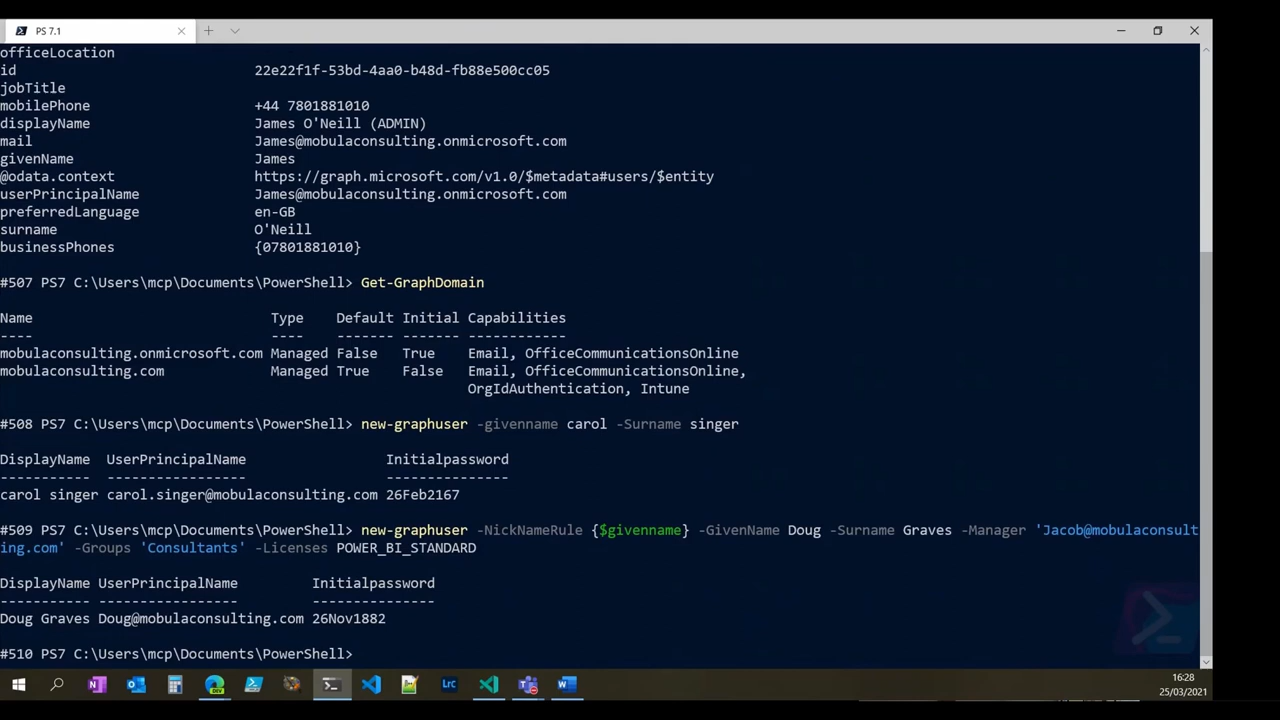 PS 7.1
officeLocation
id 22e22f1f-53bd-4aa0-b48d-fb88e500cc05
jobTitle
mobilePhone +44 7801881010
displayName James O'Neill (ADMIN)
mail James@mobulaconsulting.onmicrosoft.com
givenName James
@odata.context https://graph.microsoft.com/v1.0/$metadata#users/$entity
userPrincipalName James@mobulaconsulting.onmicrosoft.com
preferredLanguage en-GB
surname O'Neill
businessPhones {07801881010}
#507 PS7 C:\Users\mcp\Documents\PowerShell> Get-GraphDomain
Name Type Default Initial Capabilities
---- ---- ------- ------- ------------
mobulaconsulting.onmicrosoft.com Managed False True Email, OfficeCommunicationsOnline
mobulaconsulting.com Managed True False Email, OfficeCommunicationsOnline,
OrgIdAuthentication, Intune
#508 PS7 C:\Users\mcp\Documents\PowerShell> new-graphuser -givenname carol -Surname singer
DisplayName UserPrincipalName Initialpassword
----------- ----------------- ---------------
carol singer carol.singer@mobulaconsulting.com 26Feb2167
#509 PS7 C:\Users\mcp\Documents\PowerShell> new-graphuser -NickNameRule {$givenname} -GivenName Doug -Surname Graves -Manager 'Jacob@mobulaconsult
ing.com' -Groups 'Consultants' -Licenses POWER_BI_STANDARD
DisplayName UserPrincipalName Initialpassword
----------- ----------------- ---------------
Doug Graves Doug@mobulaconsulting.com 26Nov1882
#510 PS7 C:\Users\mcp\Documents\PowerShell>
DEV
LrC
16:28
25/03/2021